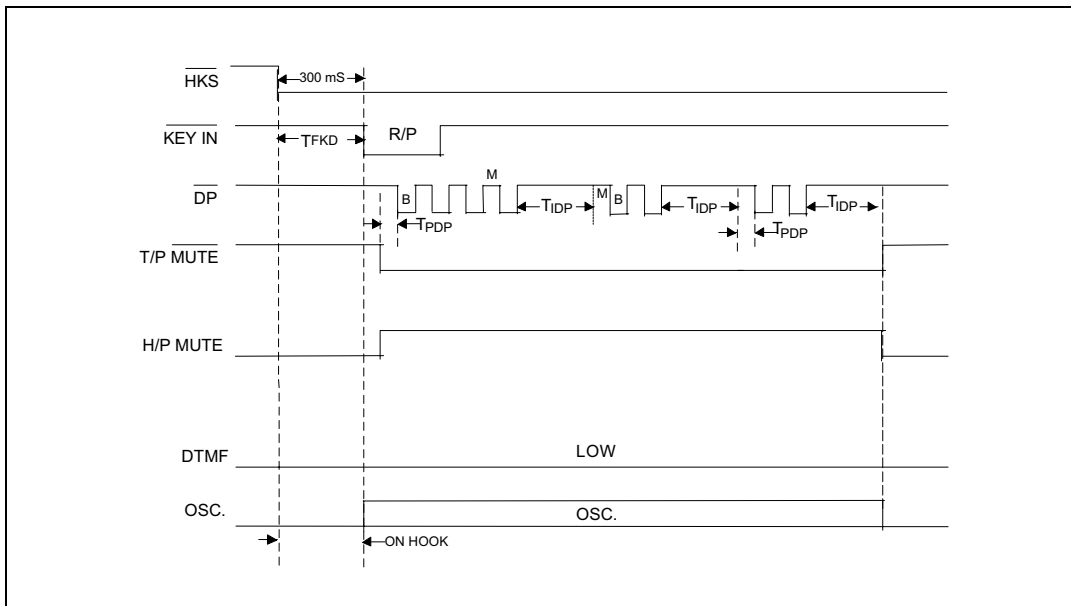 HKS
300 mS
KEY IN
TFKD
R/P
DP
B
M
TIDP
M
B
TIDP
TIDP
TPDP
TPDP
T/P MUTE
H/P MUTE
DTMF
LOW
OSC.
OSC.
ON HOOK